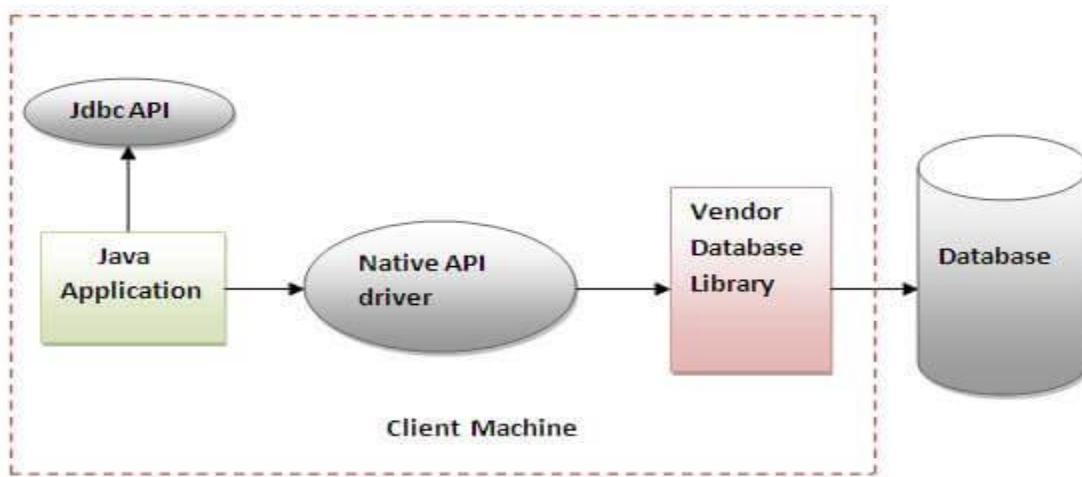 Jdbc API
Java
Application
Native API
driver
Vendor
Database
Library
Database
Client Machine